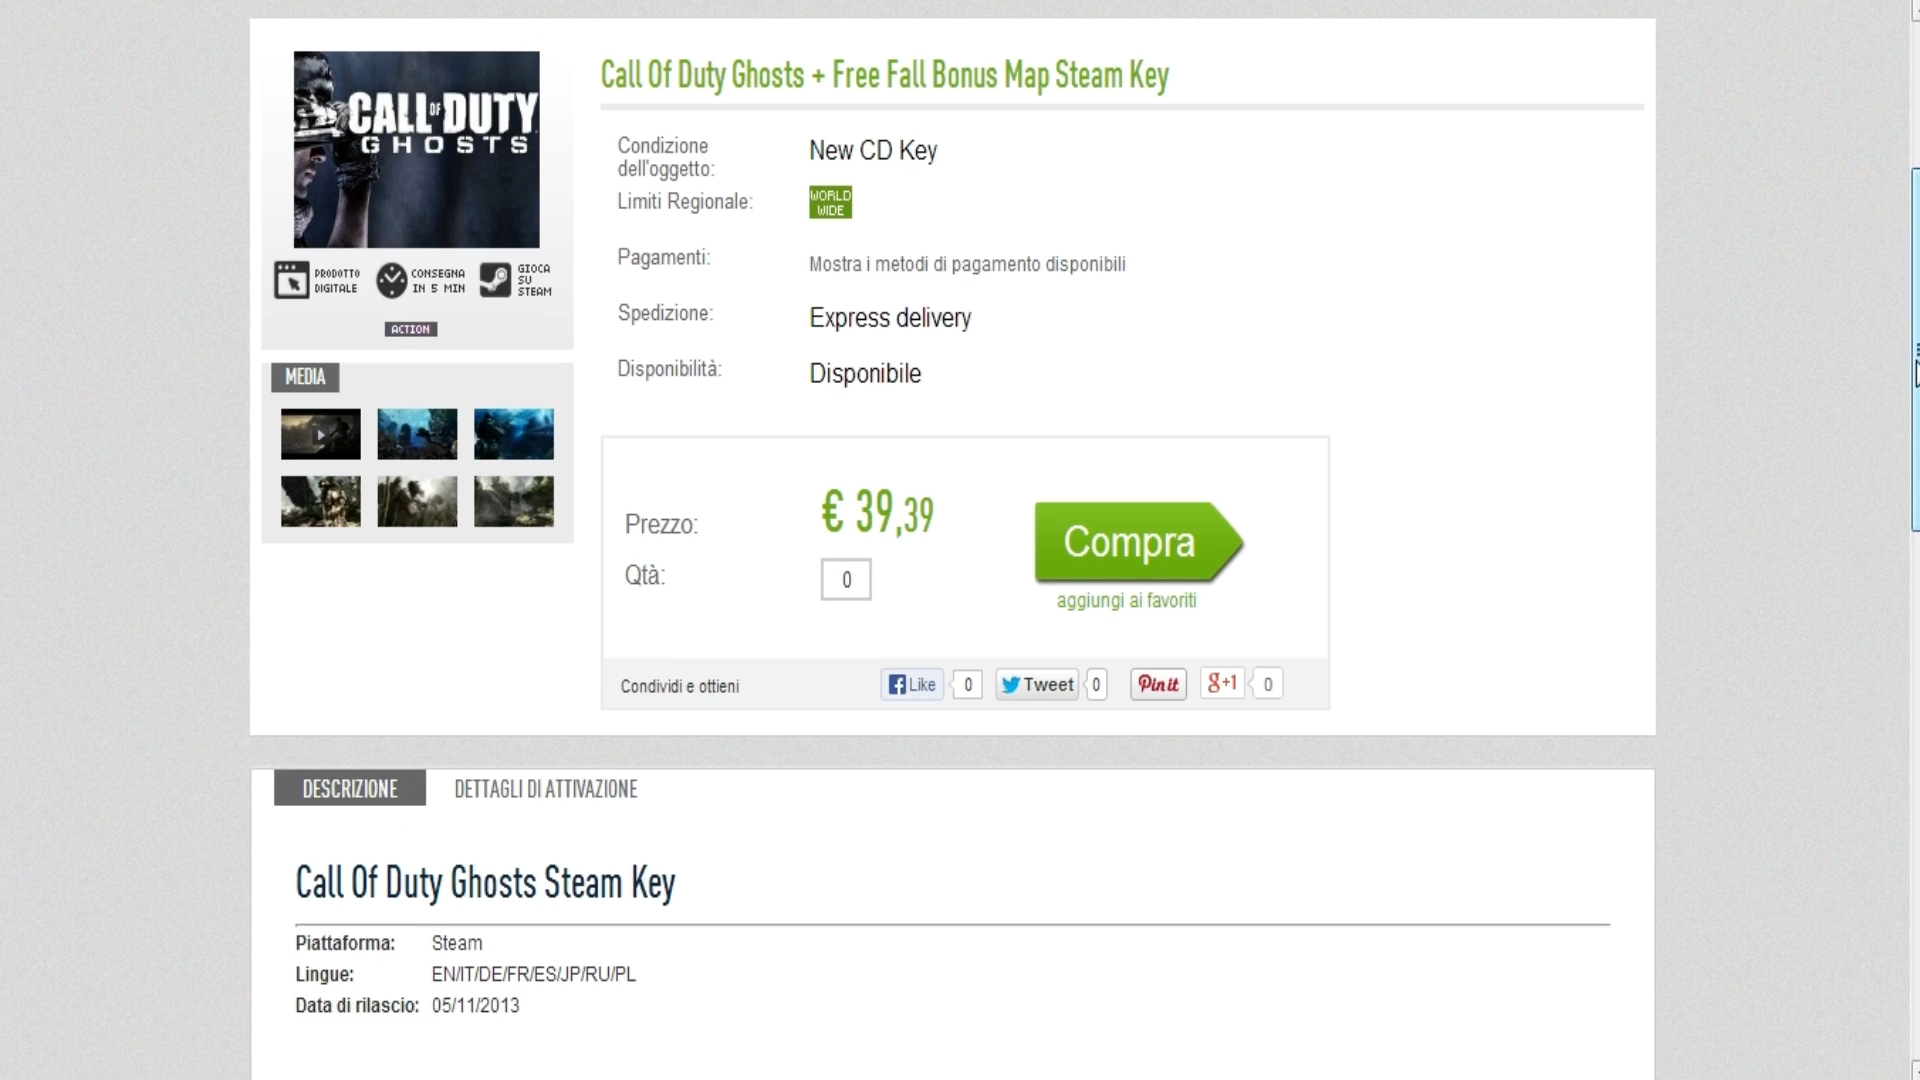 CALL OF DUTY
GHOSTS
PRODOTTO
DIGITALE
CONSEGNA
IN 5 MIN
GIOCA
SU
STEAM
ACTION
MEDIA
Call Of Duty Ghosts + Free Fall Bonus Map Steam Key
Condizione
dell'oggetto:
New CD Key
Limiti Regionale:
WORLD
WIDE
Pagamenti:
Mostra i metodi di pagamento disponibili
Spedizione:
Express delivery
Disponibilità:
Disponibile
Prezzo:
€ 39,39
Qtà:
0
Compra
aggiungi ai favoriti
Condividi e ottieni
Like
0
Tweet
0
Pin it
g+1
0
DESCRIZIONE
DETTAGLI DI ATTIVAZIONE
Call Of Duty Ghosts Steam Key
Piattaforma: Steam
Lingue: EN/IT/DE/FR/ES/JP/RU/PL
Data di rilascio: 05/11/2013